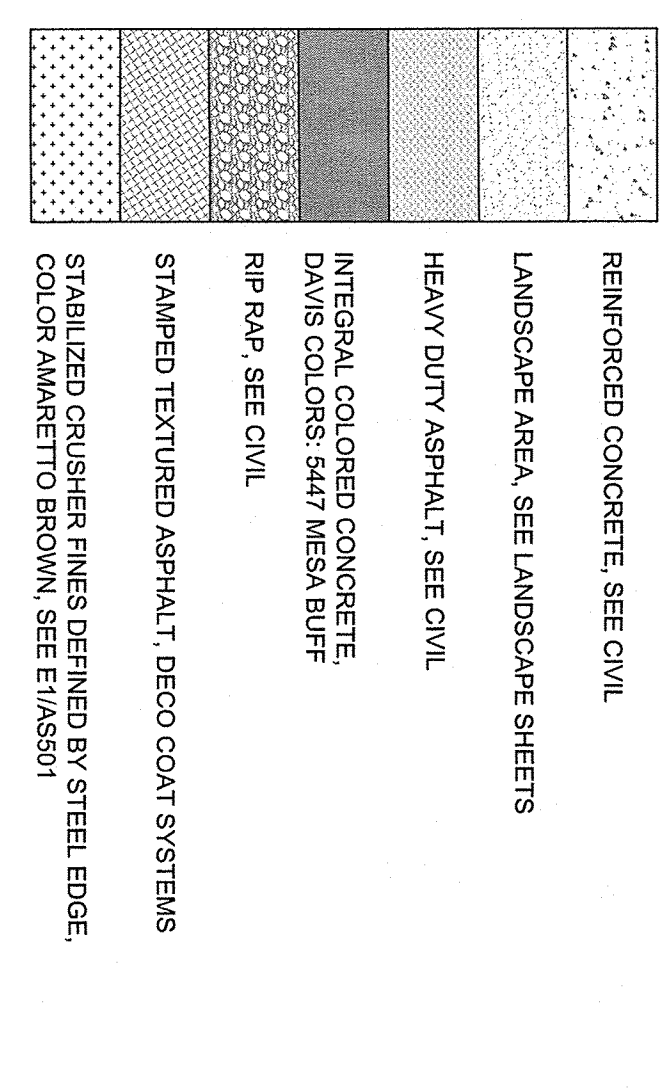 REINFORCED CONCRETE, SEE CIVIL
LANDSCAPE AREA, SEE LANDSCAPE SHEETS
HEAVY DUTY ASPHALT, SEE CIVIL
INTEGRAL COLORED CONCRETE,
DAVIS COLORS: 5447 MESA BUFF
RIP RAP, SEE CIVIL
STAMPED TEXTURED ASPHALT, DECO COAT SYSTEMS
STABILIZED CRUSHER FINES DEFINED BY STEEL EDGE,
COLOR AMARETTO BROWN, SEE E1/AS501